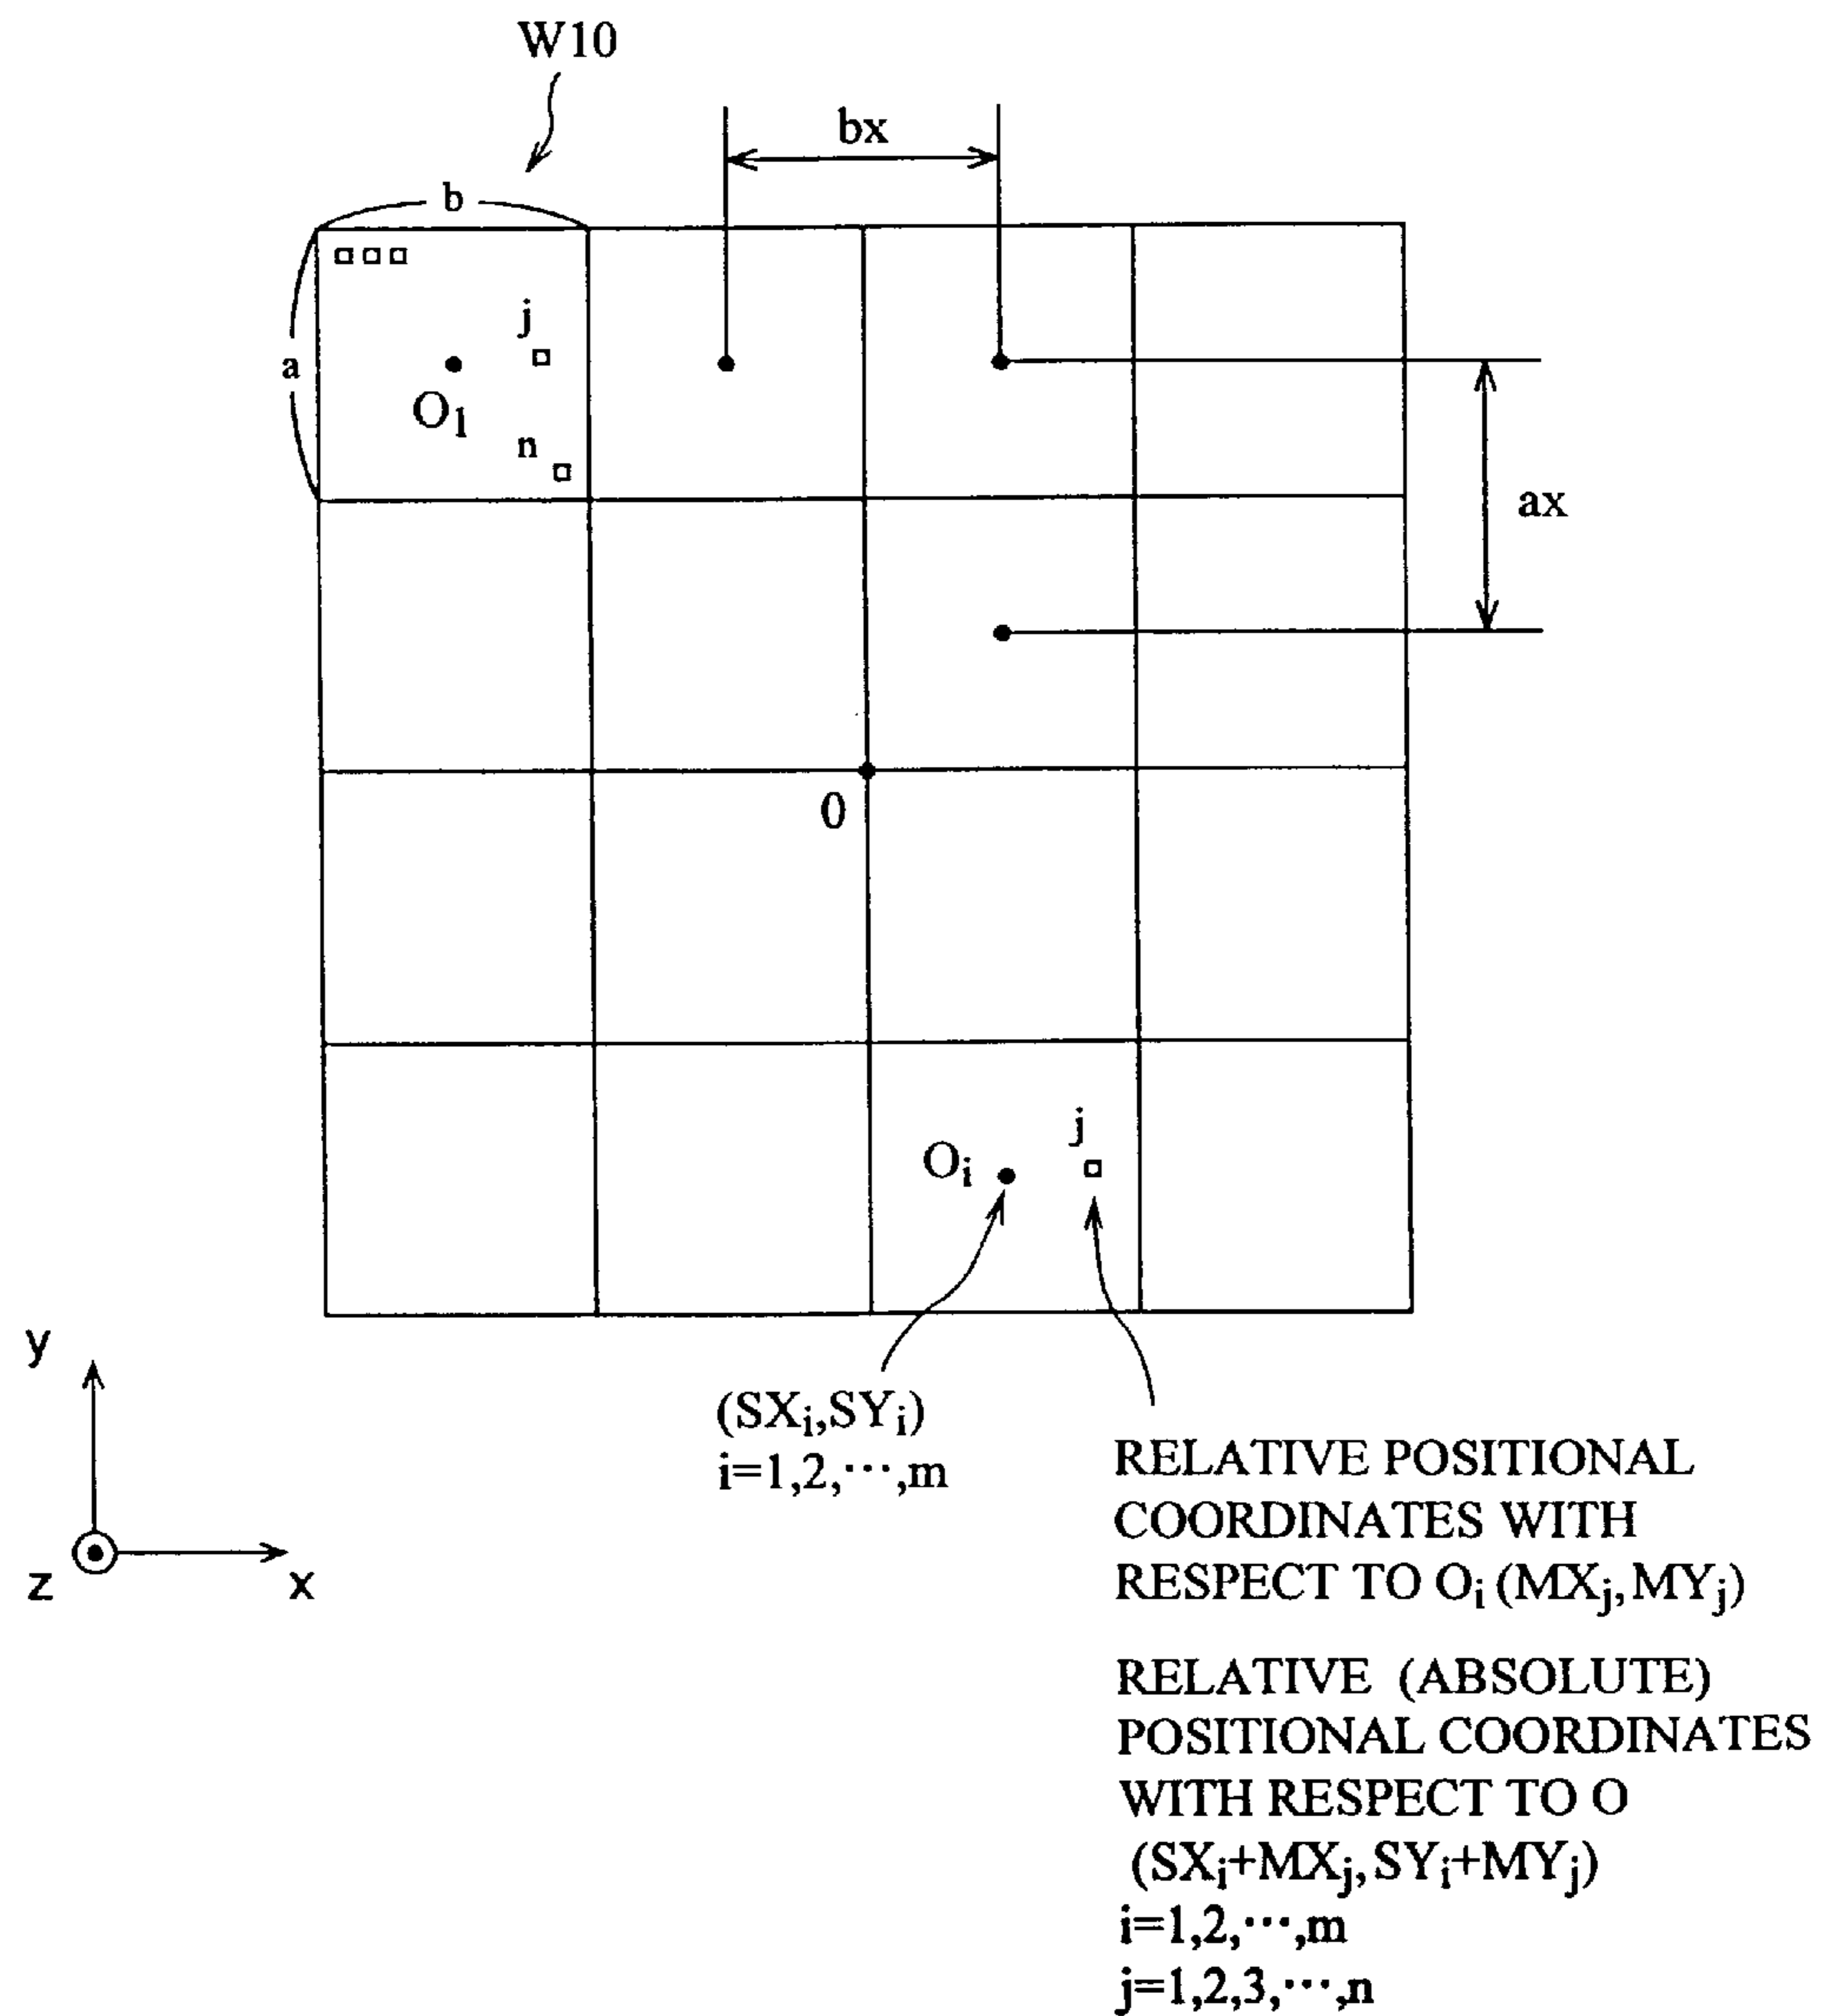 W10
bx
b
a
j
O₁
n
ax
0
j
Oᵢ
y
z
x
(SXᵢ,SYᵢ)
i=1,2,⋯,m
RELATIVE POSITIONAL
COORDINATES WITH
RESPECT TO Oᵢ (MXⱼ, MYⱼ)
RELATIVE (ABSOLUTE)
POSITIONAL COORDINATES
WITH RESPECT TO O
(SXᵢ+MXⱼ, SYᵢ+MYⱼ)
i=1,2,⋯,m
j=1,2,3,⋯,n